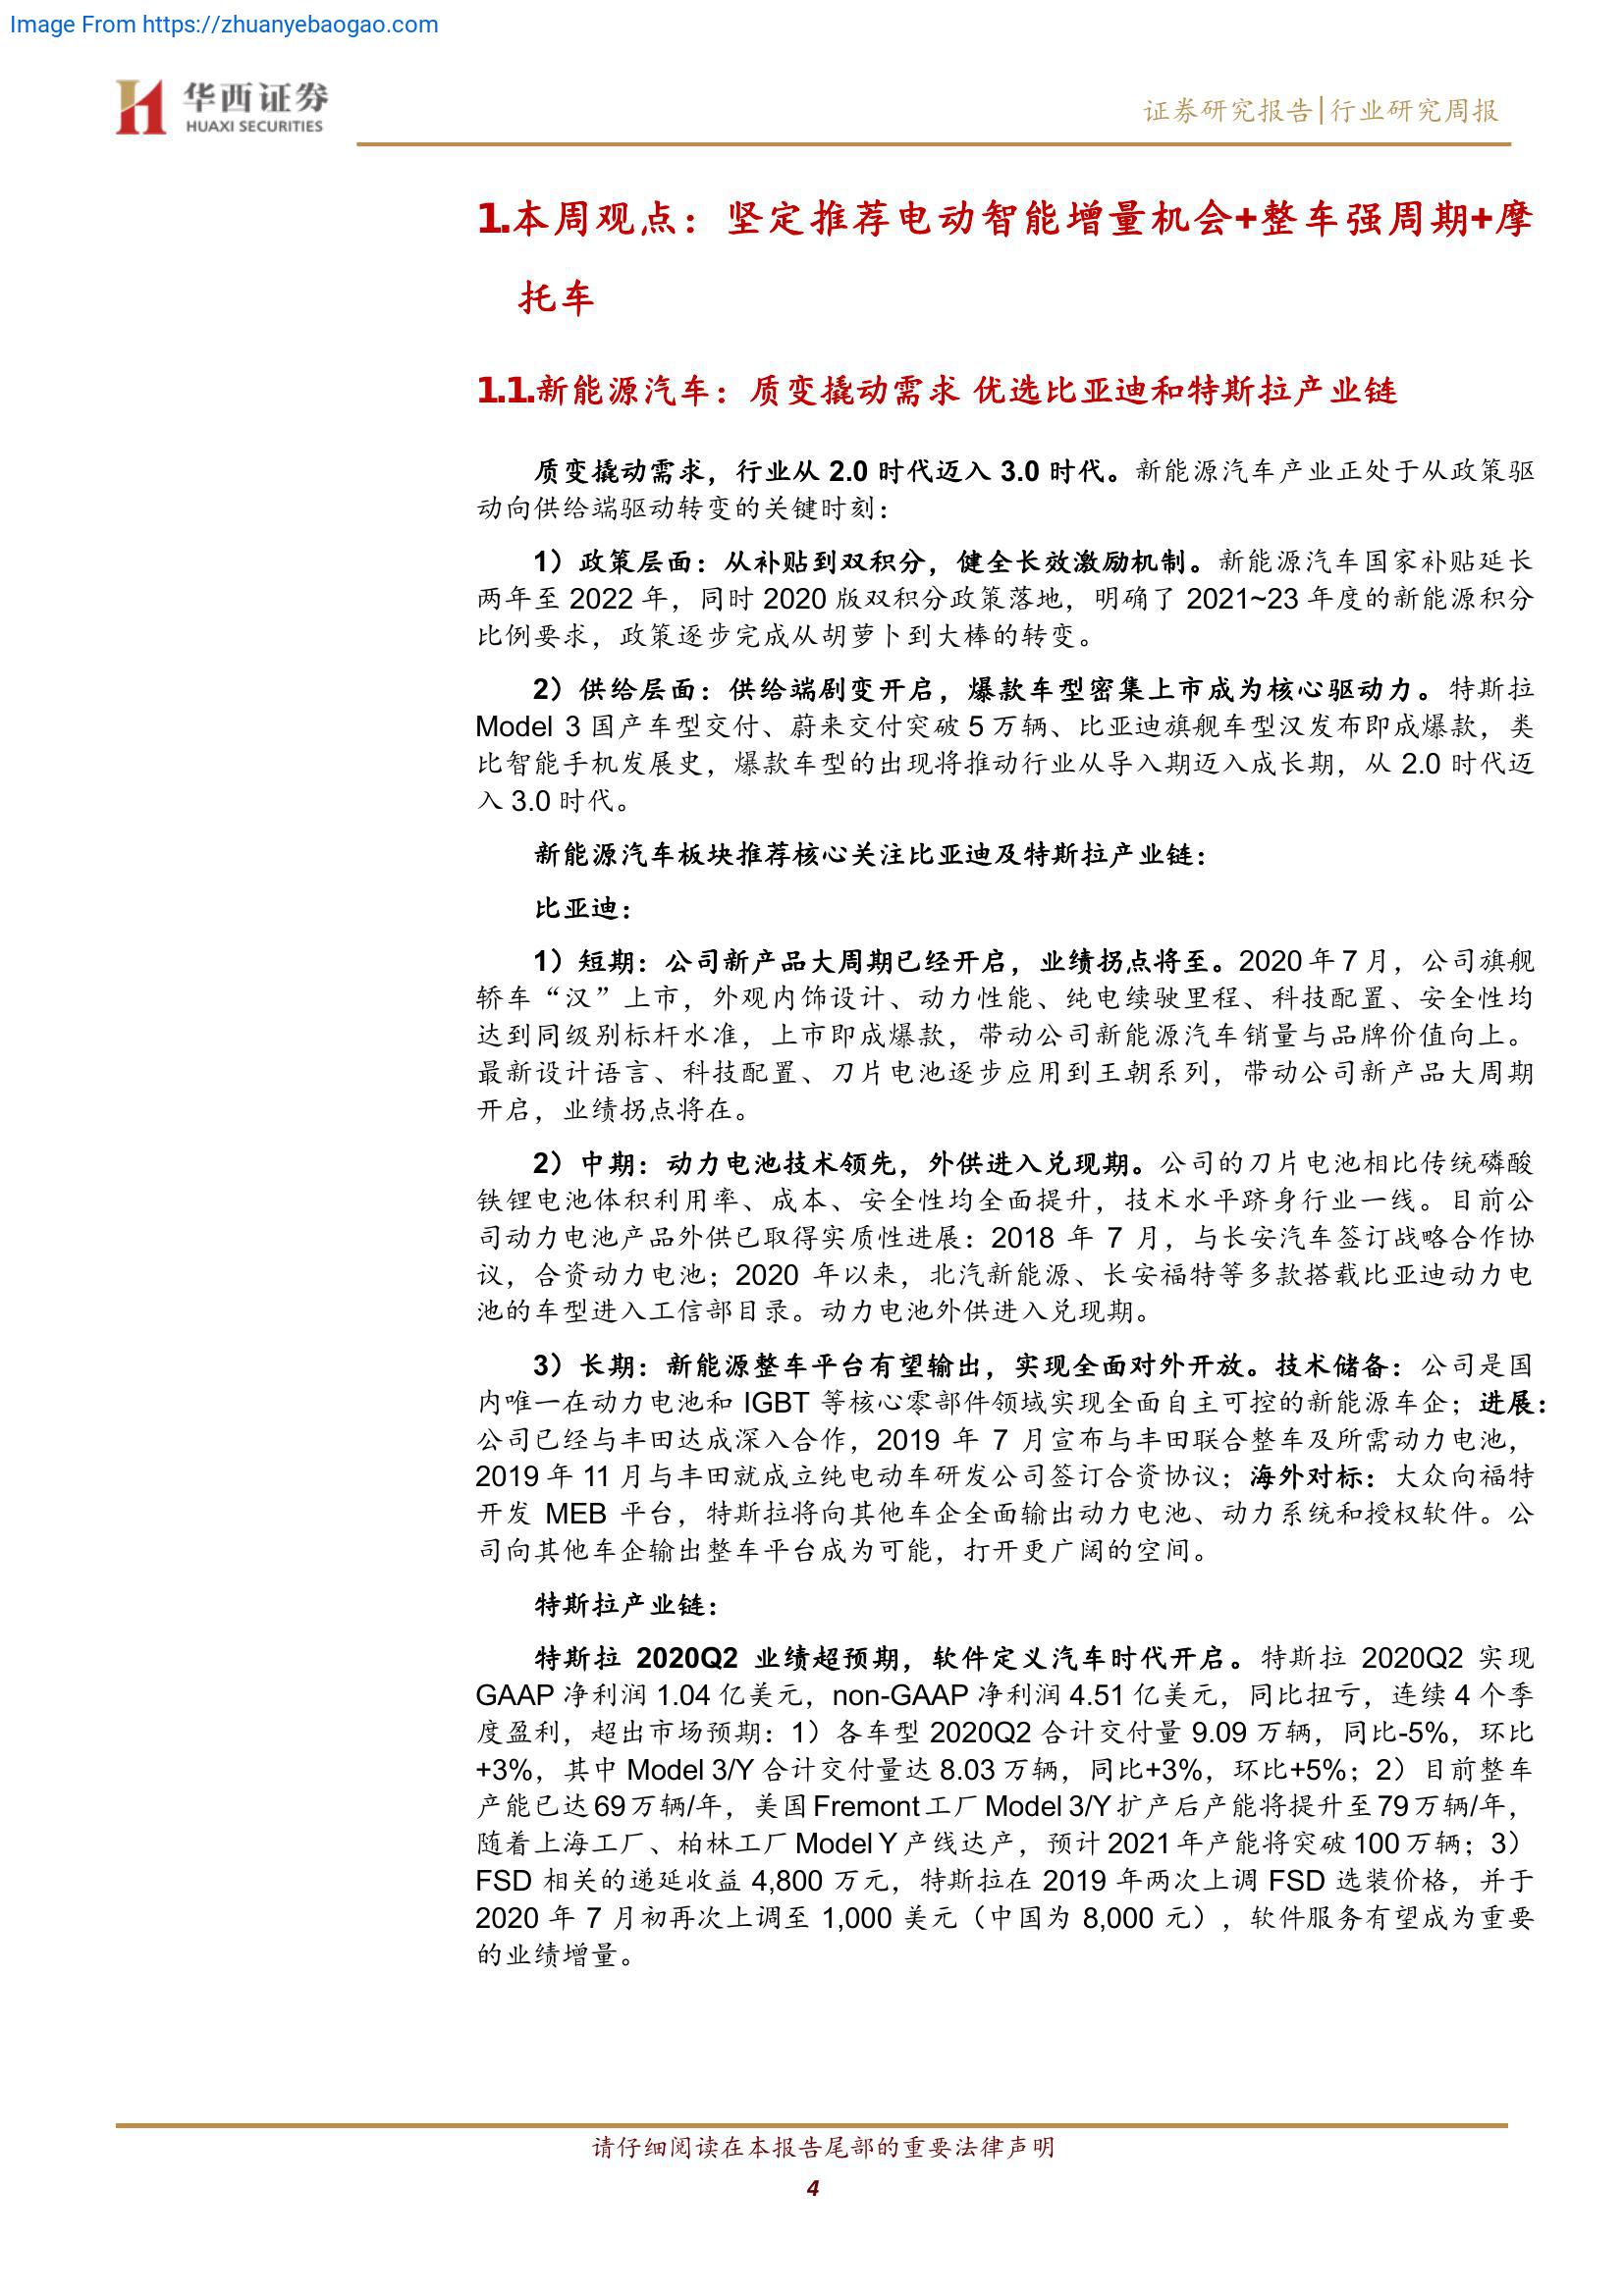 Image From https://zhuanyebaogao.com
华西证券
HUAXI SECURITIES
证券研究报告|行业研究周报
1.本周观点：坚定推荐电动智能增量机会+整车强周期+摩
托车
1.1.新能源汽车：质变撬动需求 优选比亚迪和特斯拉产业链
质变撬动需求，行业从 2.0 时代迈入 3.0 时代。新能源汽车产业正处于从政策驱
动向供给端驱动转变的关键时刻：
1）政策层面：从补贴到双积分，健全长效激励机制。新能源汽车国家补贴延长
两年至 2022 年，同时 2020 版双积分政策落地，明确了 2021~23 年度的新能源积分
比例要求，政策逐步完成从胡萝卜到大棒的转变。
2）供给层面：供给端剧变开启，爆款车型密集上市成为核心驱动力。特斯拉
Model 3 国产车型交付、蔚来交付突破 5 万辆、比亚迪旗舰车型汉发布即成爆款，类
比智能手机发展史，爆款车型的出现将推动行业从导入期迈入成长期，从 2.0 时代迈
入 3.0 时代。
新能源汽车板块推荐核心关注比亚迪及特斯拉产业链：
比亚迪：
1）短期：公司新产品大周期已经开启，业绩拐点将至。2020 年 7 月，公司旗舰
轿车“汉”上市，外观内饰设计、动力性能、纯电续驶里程、科技配置、安全性均
达到同级别标杆水准，上市即成爆款，带动公司新能源汽车销量与品牌价值向上。
最新设计语言、科技配置、刀片电池逐步应用到王朝系列，带动公司新产品大周期
开启，业绩拐点将在。
2）中期：动力电池技术领先，外供进入兑现期。公司的刀片电池相比传统磷酸
铁锂电池体积利用率、成本、安全性均全面提升，技术水平跻身行业一线。目前公
司动力电池产品外供已取得实质性进展：2018 年 7 月，与长安汽车签订战略合作协
议，合资动力电池；2020 年以来，北汽新能源、长安福特等多款搭载比亚迪动力电
池的车型进入工信部目录。动力电池外供进入兑现期。
3）长期：新能源整车平台有望输出，实现全面对外开放。技术储备：公司是国
内唯一在动力电池和 IGBT 等核心零部件领域实现全面自主可控的新能源车企；进展：
公司已经与丰田达成深入合作，2019 年 7 月宣布与丰田联合整车及所需动力电池，
2019 年 11 月与丰田就成立纯电动车研发公司签订合资协议；海外对标：大众向福特
开发 MEB 平台，特斯拉将向其他车企全面输出动力电池、动力系统和授权软件。公
司向其他车企输出整车平台成为可能，打开更广阔的空间。
特斯拉产业链：
特斯拉 2020Q2 业绩超预期，软件定义汽车时代开启。特斯拉 2020Q2 实现
GAAP 净利润 1.04 亿美元，non-GAAP 净利润 4.51 亿美元，同比扭亏，连续 4 个季
度盈利，超出市场预期：1）各车型 2020Q2 合计交付量 9.09 万辆，同比-5%，环比
+3%，其中 Model 3/Y 合计交付量达 8.03 万辆，同比+3%，环比+5%；2）目前整车
产能已达 69 万辆/年，美国 Fremont 工厂 Model 3/Y 扩产后产能将提升至 79 万辆/年，
随着上海工厂、柏林工厂 Model Y 产线达产，预计 2021 年产能将突破 100 万辆；3）
FSD 相关的递延收益 4,800 万元，特斯拉在 2019 年两次上调 FSD 选装价格，并于
2020 年 7 月初再次上调至 1,000 美元（中国为 8,000 元），软件服务有望成为重要
的业绩增量。
请仔细阅读在本报告尾部的重要法律声明
4